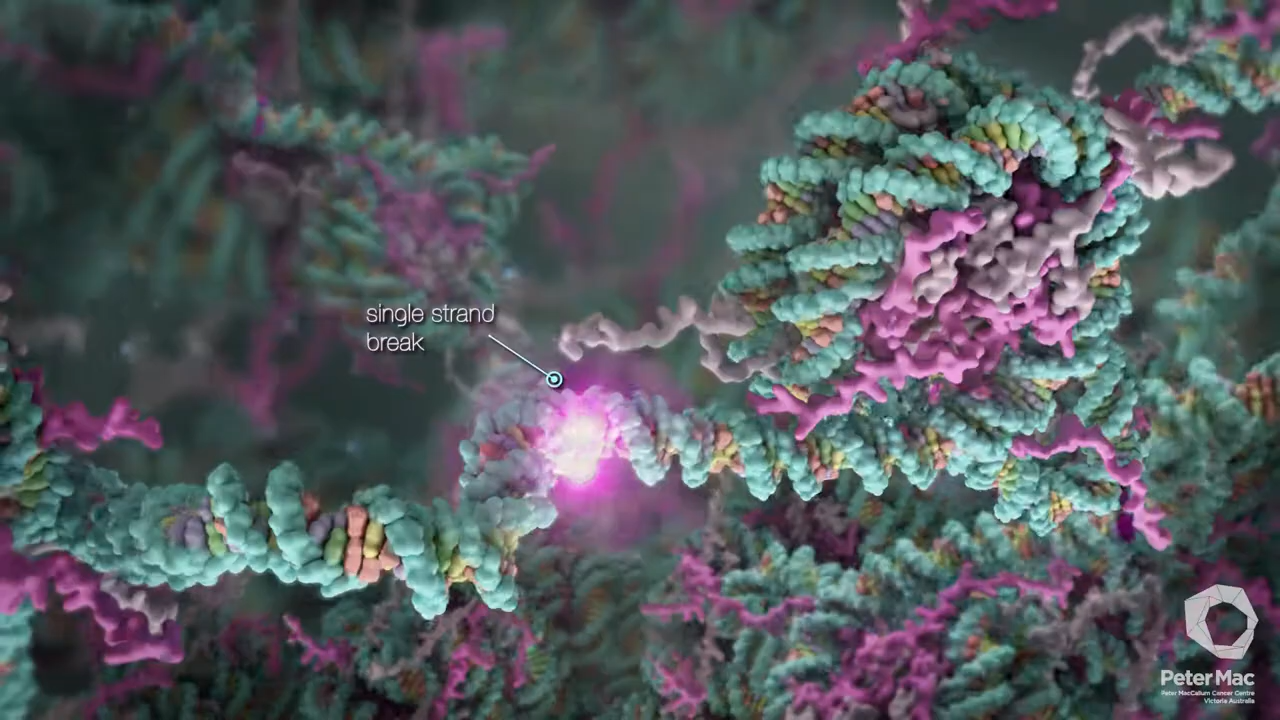 single strand
break
Peter Mac
Peter MacCallum Cancer Centre
Victoria Australia